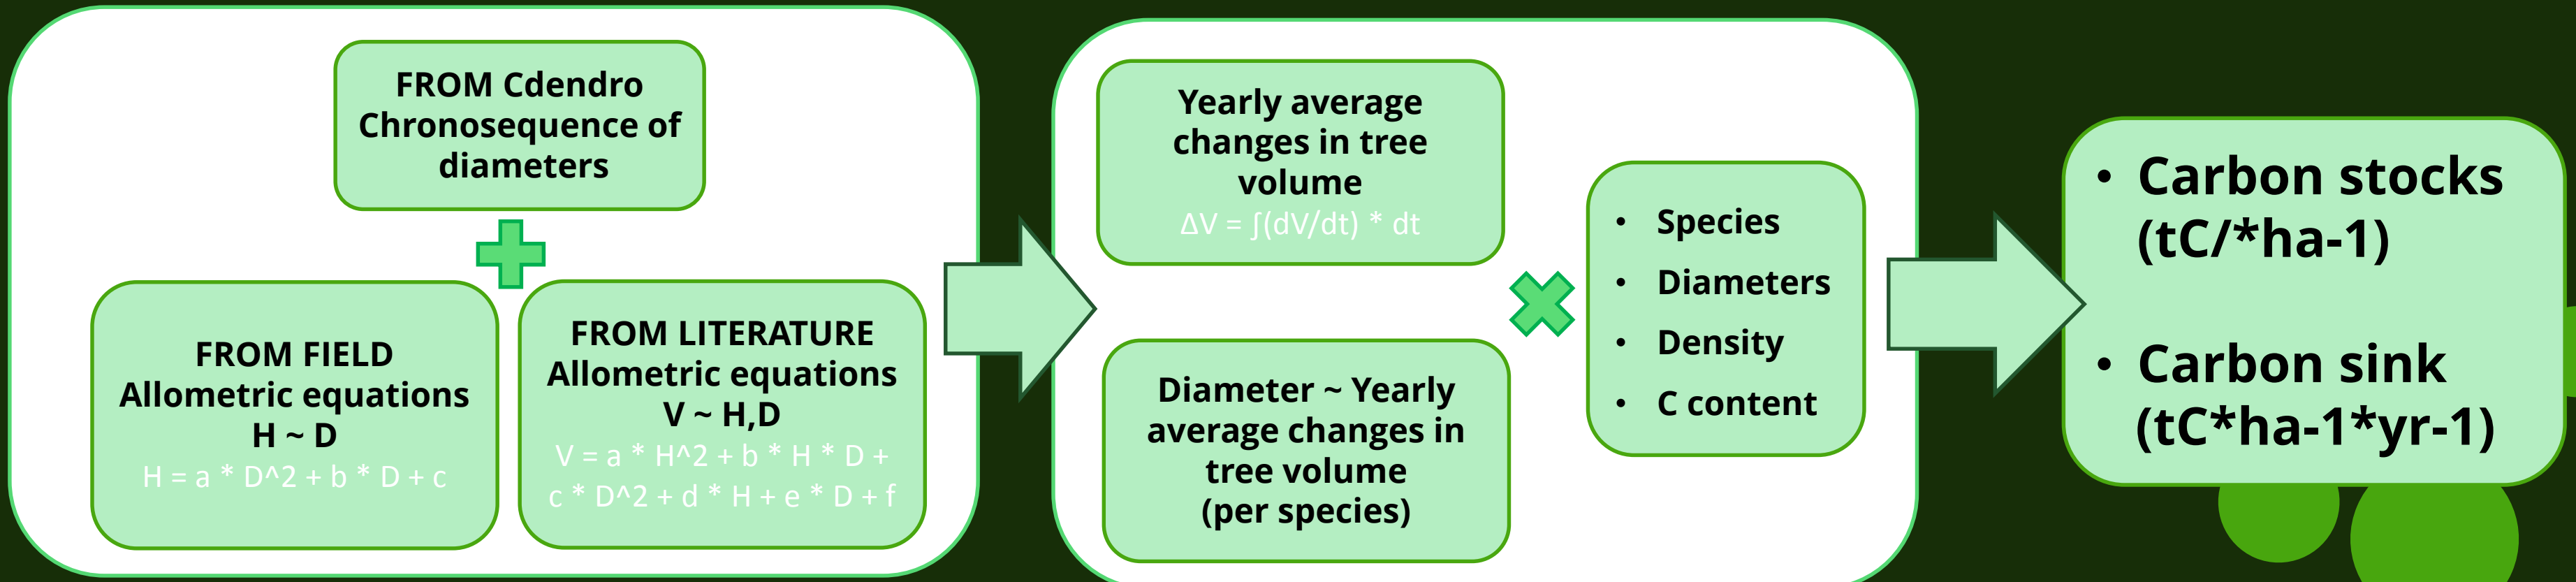 FROM Cdendro
Chronosequence of
diameters
FROM FIELD
Allometric equations
H ~ D
H = a * D^2 + b * D + c
FROM LITERATURE
Allometric equations
V ~ H,D
V = a * H^2 + b * H * D +
c * D^2 + d * H + e * D + f
Yearly average
changes in tree
volume
ΔV = ∫(dV/dt) * dt
Diameter ~ Yearly
average changes in
tree volume
(per species)
• Species
• Diameters
• Density
• C content
• Carbon stocks
(tC/*ha-1)
• Carbon sink
(tC*ha-1*yr-1)